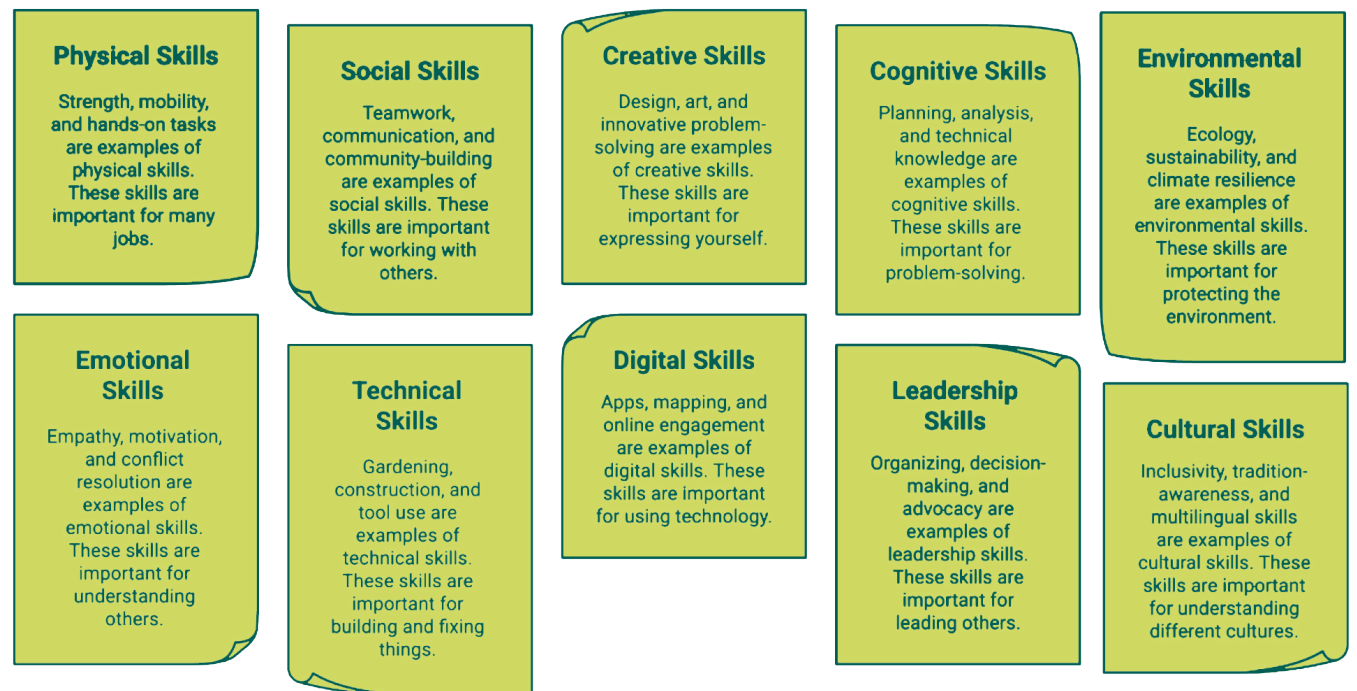 Physical Skills
Strength, mobility,
and hands-on tasks
are examples of
physical skills.
These skills are
important for many
jobs.
Social Skills
Teamwork,
communication, and
community-building
are examples of
social skills. These
skills are important
for working with
others.
Creative Skills
Design, art, and
innovative problem-
solving are examples
of creative skills.
These skills are
important for
expressing yourself.
Cognitive Skills
Planning, analysis,
and technical
knowledge are
examples of
cognitive skills.
These skills are
important for
problem-solving.
Environmental
Skills
Ecology,
sustainability, and
climate resilience
are examples of
environmental skills.
These skills are
important for
protecting the
environment.
Emotional
Skills
Empathy, motivation,
and conflict
resolution are
examples of
emotional skills.
These skills are
important for
understanding
others.
Technical
Skills
Gardening,
construction, and
tool use are
examples of
technical skills.
These skills are
important for
building and fixing
things.
Digital Skills
Apps, mapping, and
online engagement
are examples of
digital skills. These
skills are important
for using technology.
Leadership
Skills
Organizing, decision-
making, and
advocacy are
examples of
leadership skills.
These skills are
important for
leading others.
Cultural Skills
Inclusivity, tradition-
awareness, and
multilingual skills
are examples of
cultural skills. These
skills are important
for understanding
different cultures.